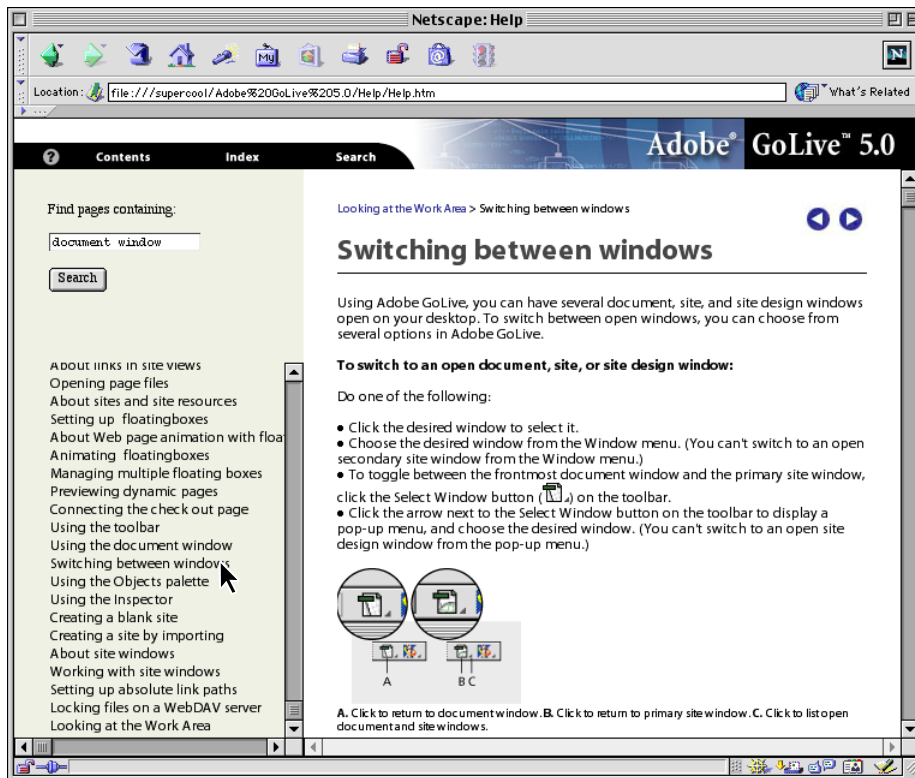 Netscape: Help
My
N
Location: file:///supercool/Adobe%20GoLive%205.0/Help/Help.htm What's Related
? Contents Index Search Adobe® GoLive™ 5.0
Find pages containing:
document window
Search
About links in site views
Opening page files
About sites and site resources
Setting up floatingboxes
About Web page animation with floa
Animating floatingboxes
Managing multiple floating boxes
Previewing dynamic pages
Connecting the check out page
Using the toolbar
Using the document window
Switching between windows
Using the Objects palette
Using the Inspector
Creating a blank site
Creating a site by importing
About site windows
Working with site windows
Setting up absolute link paths
Locking files on a WebDAV server
Looking at the Work Area
Looking at the Work Area > Switching between windows
Switching between windows
Using Adobe GoLive, you can have several document, site, and site design windows
open on your desktop. To switch between open windows, you can choose from
several options in Adobe GoLive.
To switch to an open document, site, or site design window:
Do one of the following:
• Click the desired window to select it.
• Choose the desired window from the Window menu. (You can't switch to an open
secondary site window from the Window menu.)
• To toggle between the frontmost document window and the primary site window,
click the Select Window button ( ) on the toolbar.
• Click the arrow next to the Select Window button on the toolbar to display a
pop-up menu, and choose the desired window. (You can't switch to an open site
design window from the pop-up menu.)
A B C
A. Click to return to document window. B. Click to return to primary site window. C. Click to list open
document and site windows.